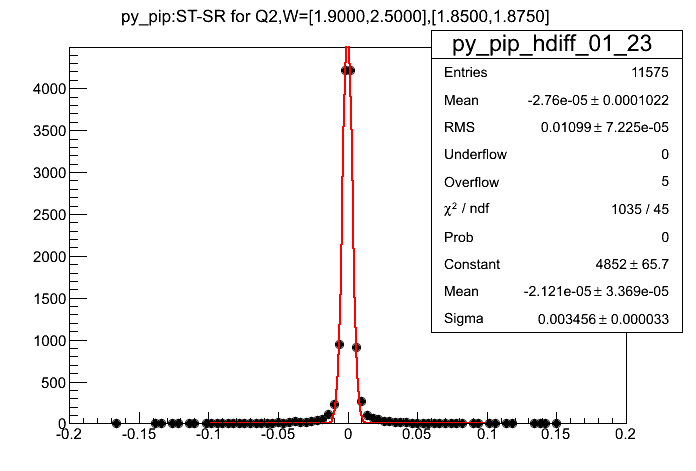 py_pip:ST-SR for Q2,W=[1.9000,2.5000],[1.8500,1.8750]
py_pip_hdiff_01_23
Entries 11575
Mean -2.76e-05 ± 0.0001022
RMS 0.01099 ± 7.225e-05
Underflow 0
Overflow 5
χ² / ndf 1035 / 45
Prob 0
Constant 4852 ± 65.7
Mean -2.121e-05 ± 3.369e-05
Sigma 0.003456 ± 0.000033
4000
3500
3000
2500
2000
1500
1000
500
0
-0.2 -0.15 -0.1 -0.05 0 0.05 0.1 0.15 0.2